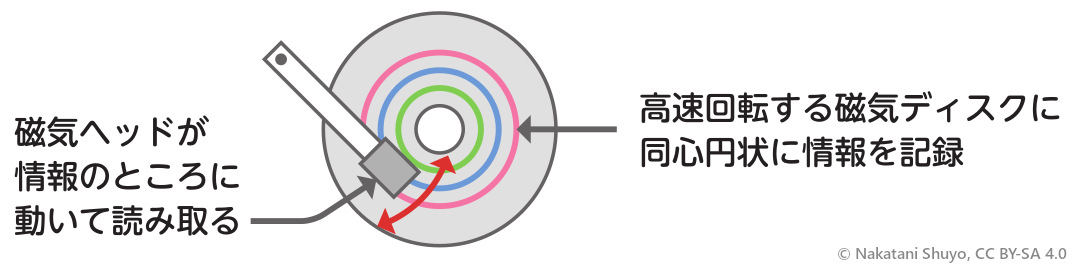 磁気ヘッドが
情報のところに
動いて読み取る
高速回転する磁気ディスクに
同心円状に情報を記録
© Nakatani Shuyo, CC BY-SA 4.0